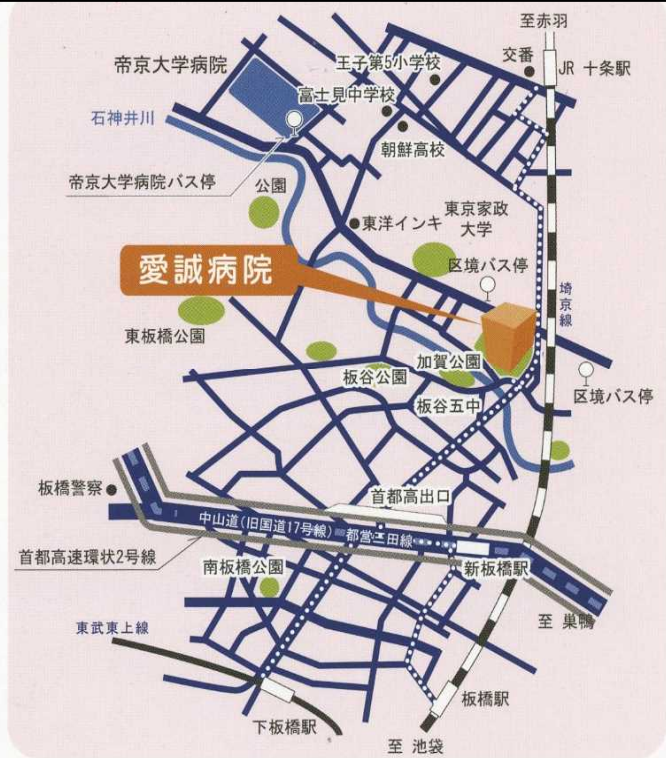 至赤羽
交番
JR 十条駅
王子第5小学校
帝京大学病院
富士見中学校
石神井川
朝鮮高校
帝京大学病院バス停
公園
東洋インキ
東京家政
大学
愛誠病院
区境バス停
埼京線
東板橋公園
加賀公園
板谷公園
区境バス停
板谷五中
板橋警察
首都高出口
中山道(旧国道17号線)
都営三田線
首都高速環状2号線
南板橋公園
新板橋駅
至 巣鴨
東武東上線
板橋駅
下板橋駅
至 池袋